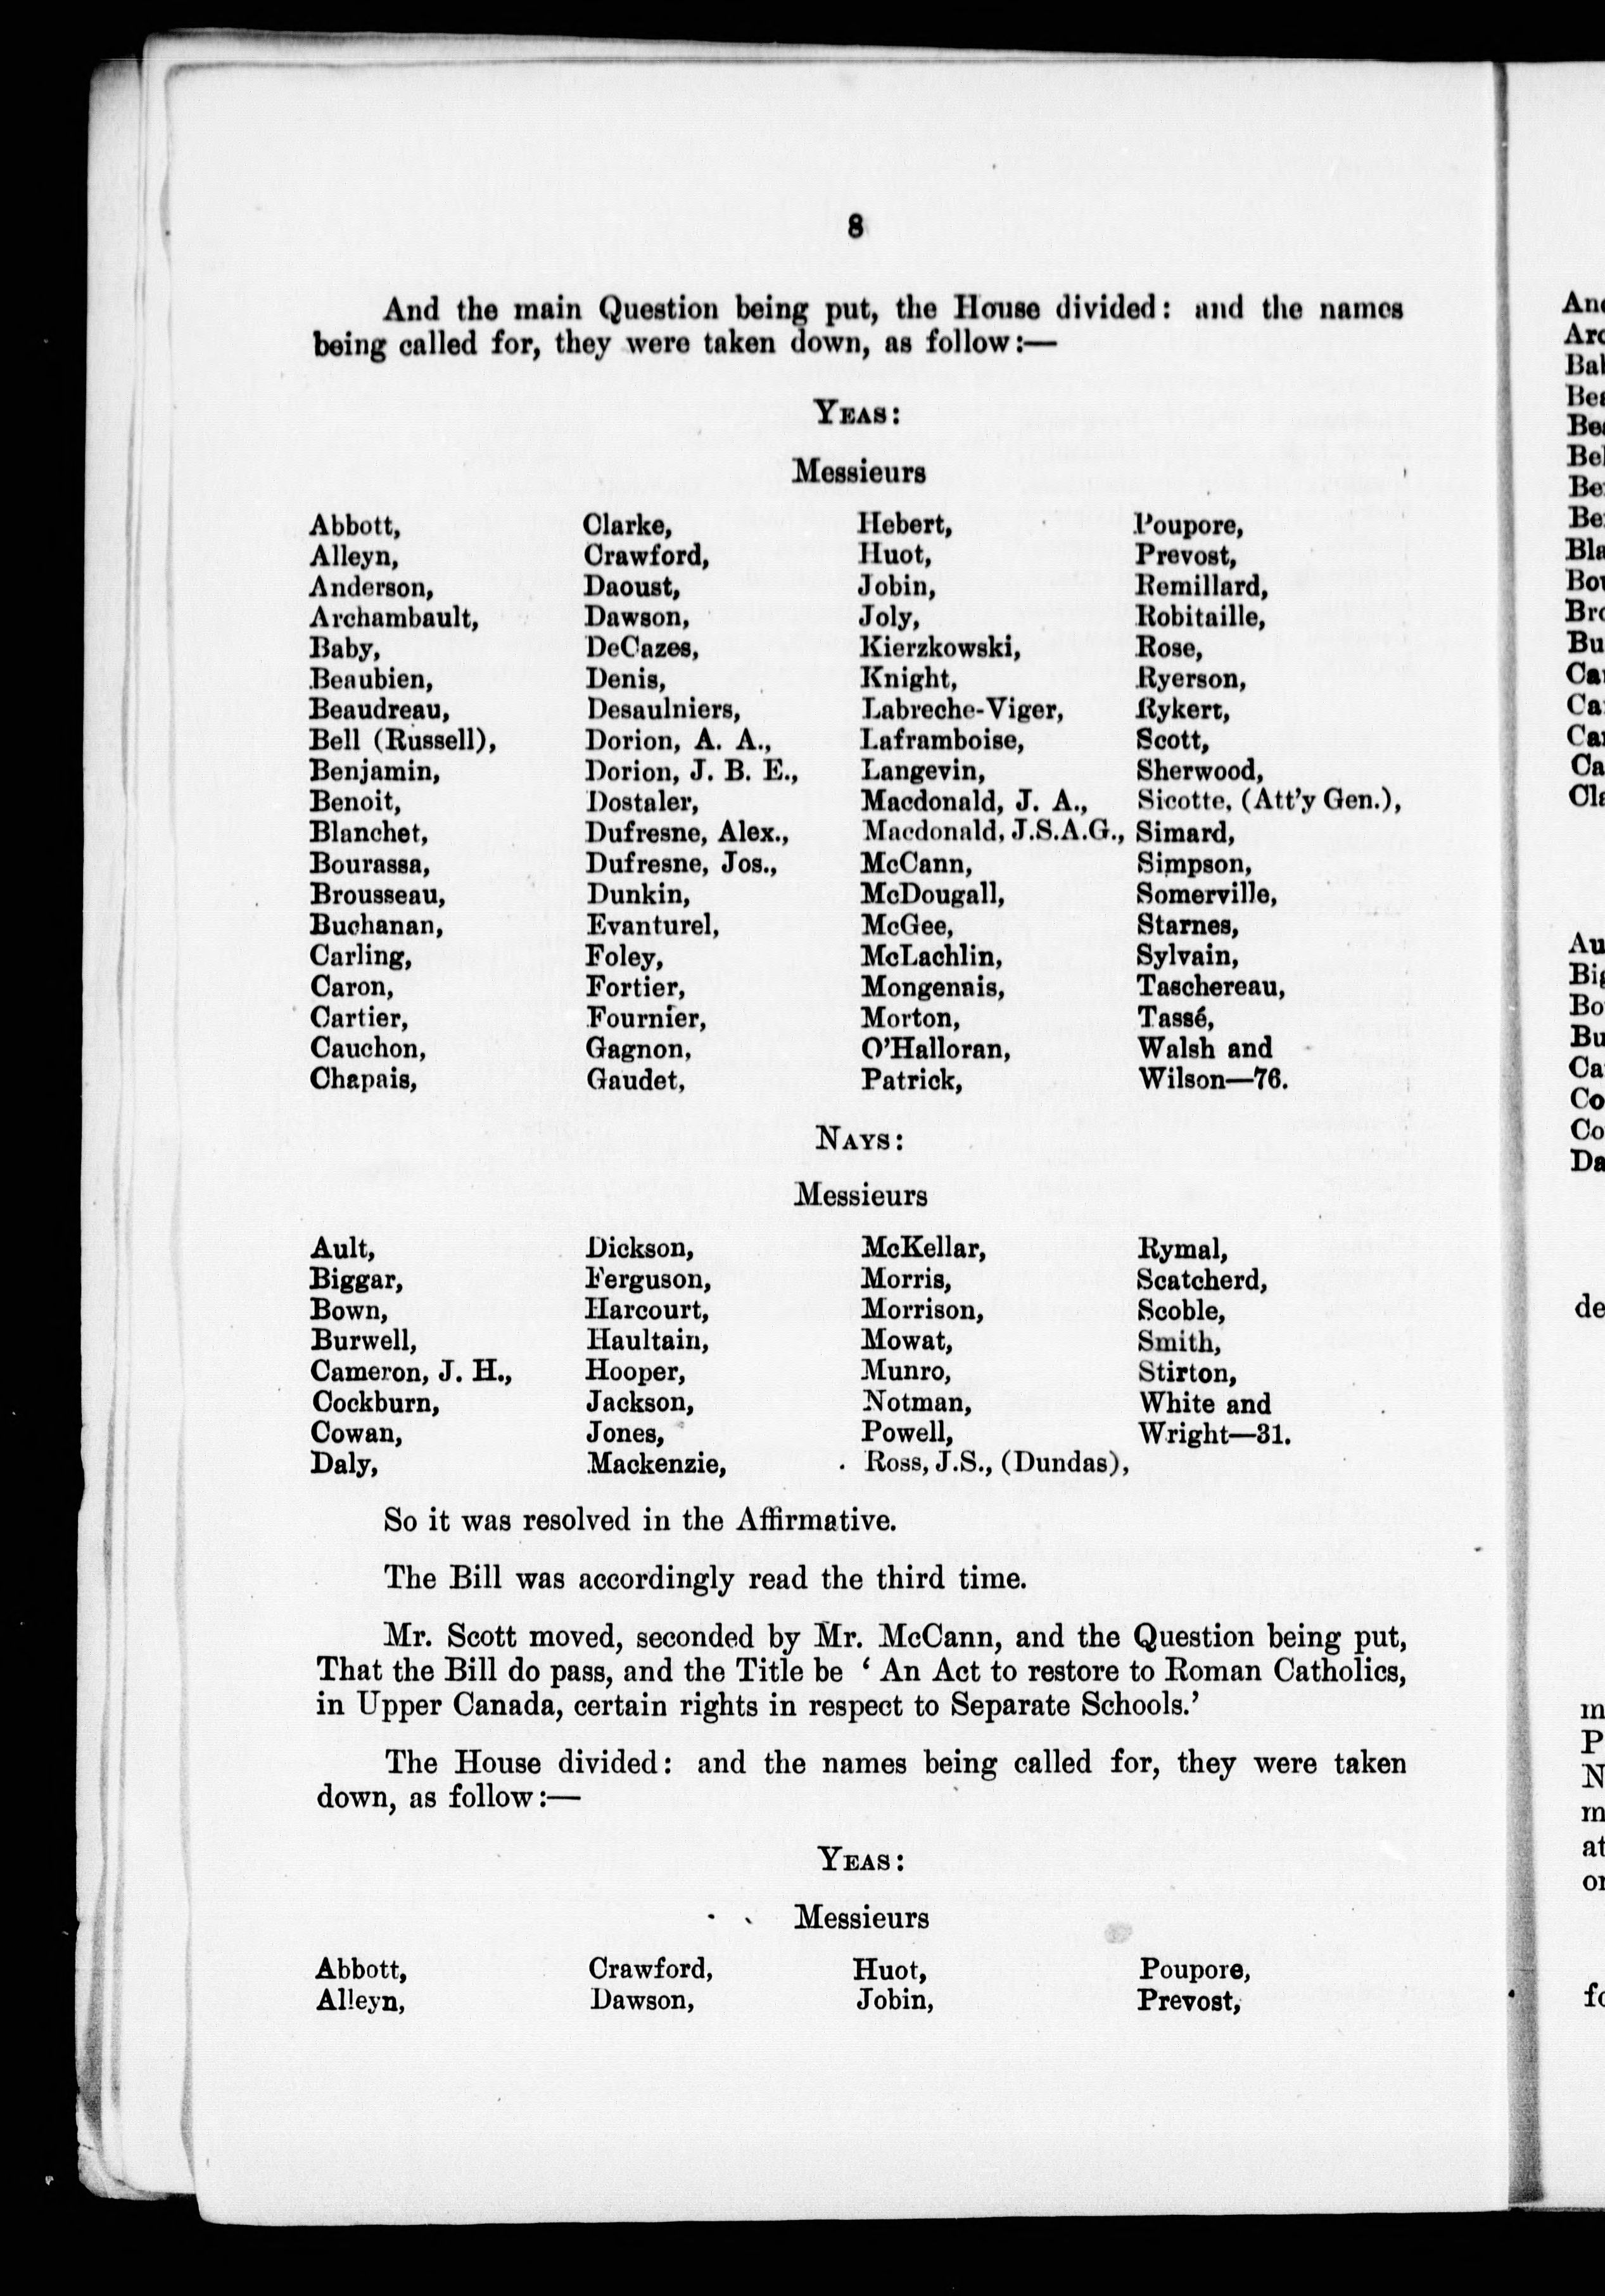 8
And the main Question being put, the House divided: and the names
being called for, they were taken down, as follow:—
YEAS:
Messieurs
Abbott, Clarke, Hebert, Poupore,
Alleyn, Crawford, Huot, Prevost,
Anderson, Daoust, Jobin, Remillard,
Archambault, Dawson, Joly, Robitaille,
Baby, DeCazes, Kierzkowski, Rose,
Beaubien, Denis, Knight, Ryerson,
Beaudreau, Desaulniers, Labreche-Viger, Rykert,
Bell (Russell), Dorion, A. A., Laframboise, Scott,
Benjamin, Dorion, J. B. E., Langevin, Sherwood,
Benoit, Dostaler, Macdonald, J. A., Sicotte, (Att'y Gen.),
Blanchet, Dufresne, Alex., Macdonald, J.S.A.G., Simard,
Bourassa, Dufresne, Jos., McCann, Simpson,
Brousseau, Dunkin, McDougall, Somerville,
Buchanan, Evanturel, McGee, Starnes,
Carling, Foley, McLachlin, Sylvain,
Caron, Fortier, Mongenais, Taschereau,
Cartier, Fournier, Morton, Tassé,
Cauchon, Gagnon, O'Halloran, Walsh and
Chapais, Gaudet, Patrick, Wilson—76.
NAYS:
Messieurs
Ault, Dickson, McKellar, Rymal,
Biggar, Ferguson, Morris, Scatcherd,
Bown, Harcourt, Morrison, Scoble,
Burwell, Haultain, Mowat, Smith,
Cameron, J. H., Hooper, Munro, Stirton,
Cockburn, Jackson, Notman, White and
Cowan, Jones, Powell, Wright—31.
Daly, Mackenzie, Ross, J.S., (Dundas),
So it was resolved in the Affirmative.
The Bill was accordingly read the third time.
Mr. Scott moved, seconded by Mr. McCann, and the Question being put,
That the Bill do pass, and the Title be ‘ An Act to restore to Roman Catholics,
in Upper Canada, certain rights in respect to Separate Schools.’
The House divided: and the names being called for, they were taken
down, as follow:—
YEAS:
Messieurs
Abbott, Crawford, Huot, Poupore,
Alleyn, Dawson, Jobin, Prevost,